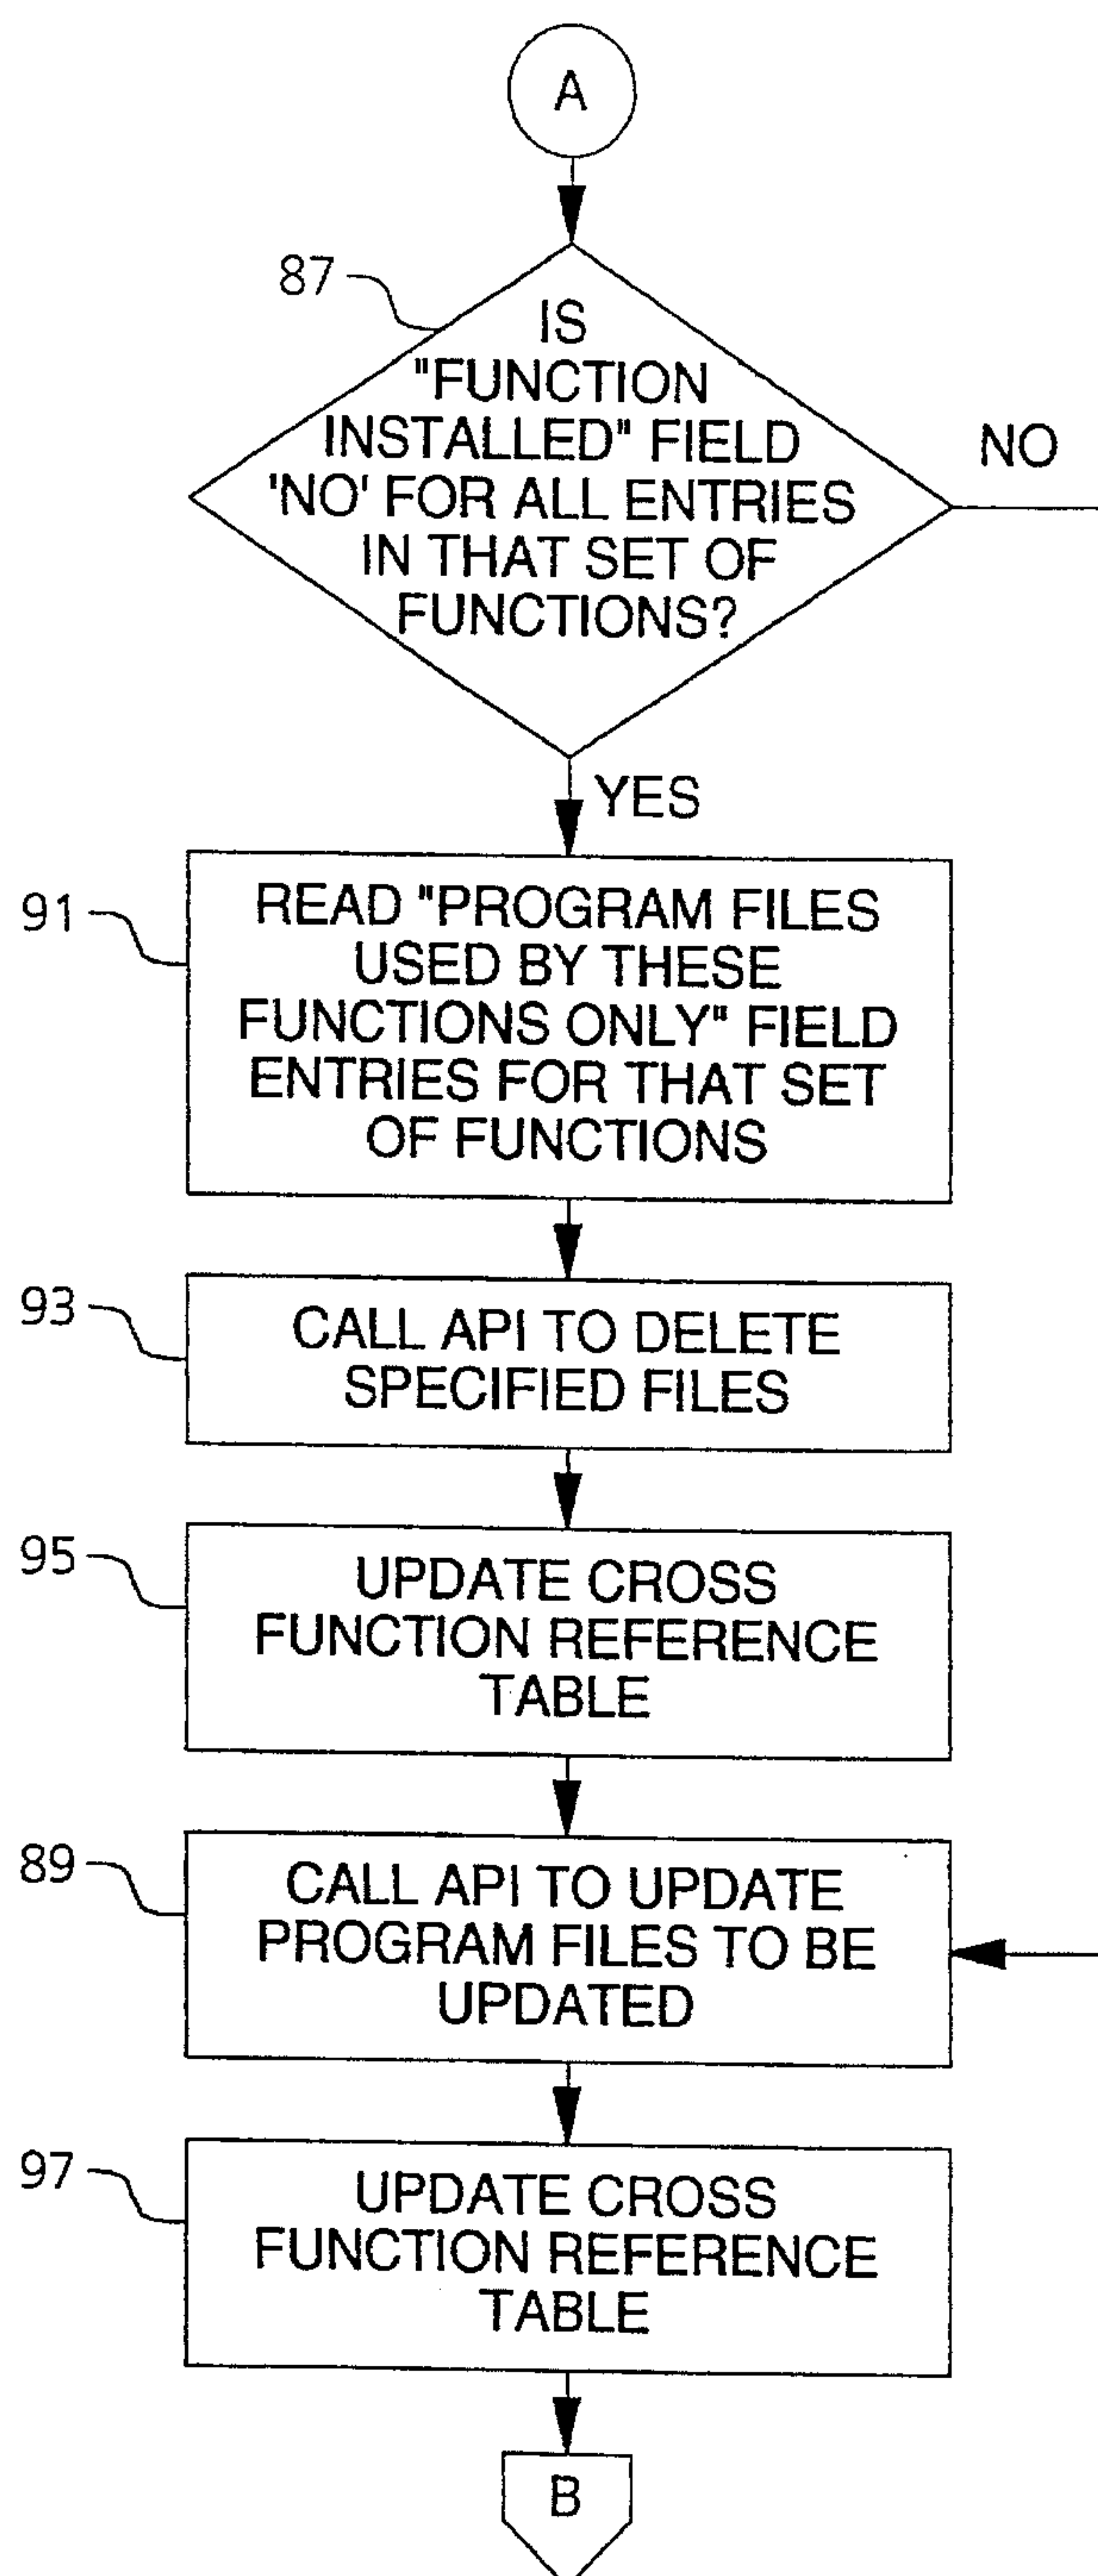 A
87
IS
"FUNCTION
INSTALLED" FIELD
'NO' FOR ALL ENTRIES
IN THAT SET OF
FUNCTIONS?
NO
YES
91
READ "PROGRAM FILES
USED BY THESE
FUNCTIONS ONLY" FIELD
ENTRIES FOR THAT SET
OF FUNCTIONS
93
CALL API TO DELETE
SPECIFIED FILES
95
UPDATE CROSS
FUNCTION REFERENCE
TABLE
89
CALL API TO UPDATE
PROGRAM FILES TO BE
UPDATED
97
UPDATE CROSS
FUNCTION REFERENCE
TABLE
B